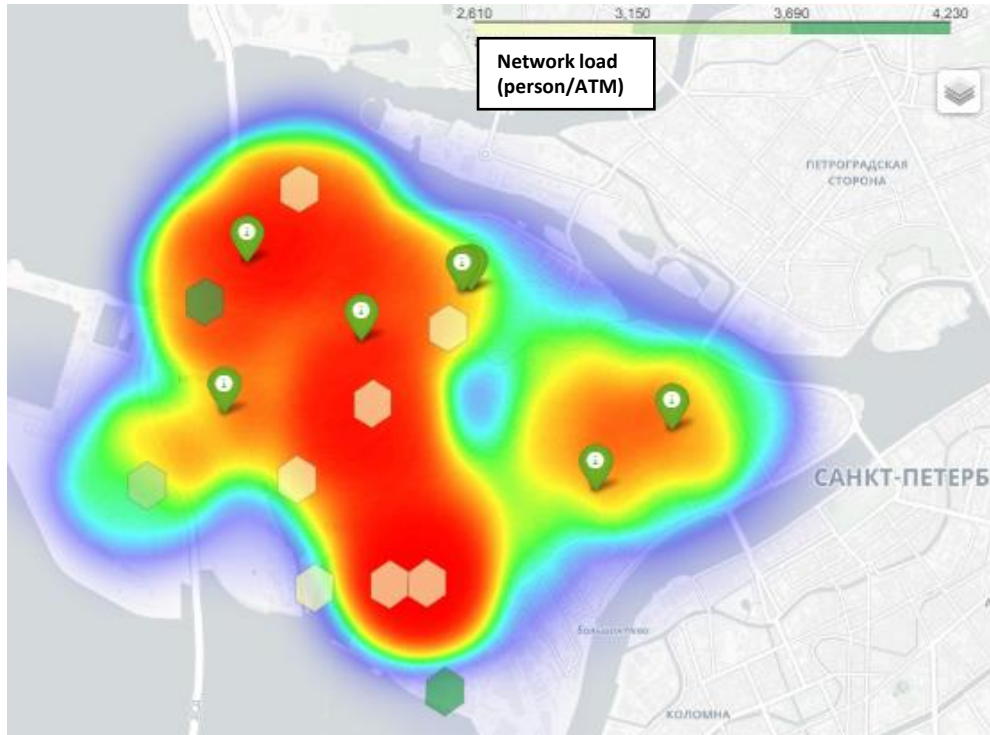 2,610 3,150 3,690 4,230
Network load
(person/ATM)
ПЕТРОГРАДСКАЯ
СТОРОНА
САНКТ-ПЕТЕРБ
КОЛОМНА